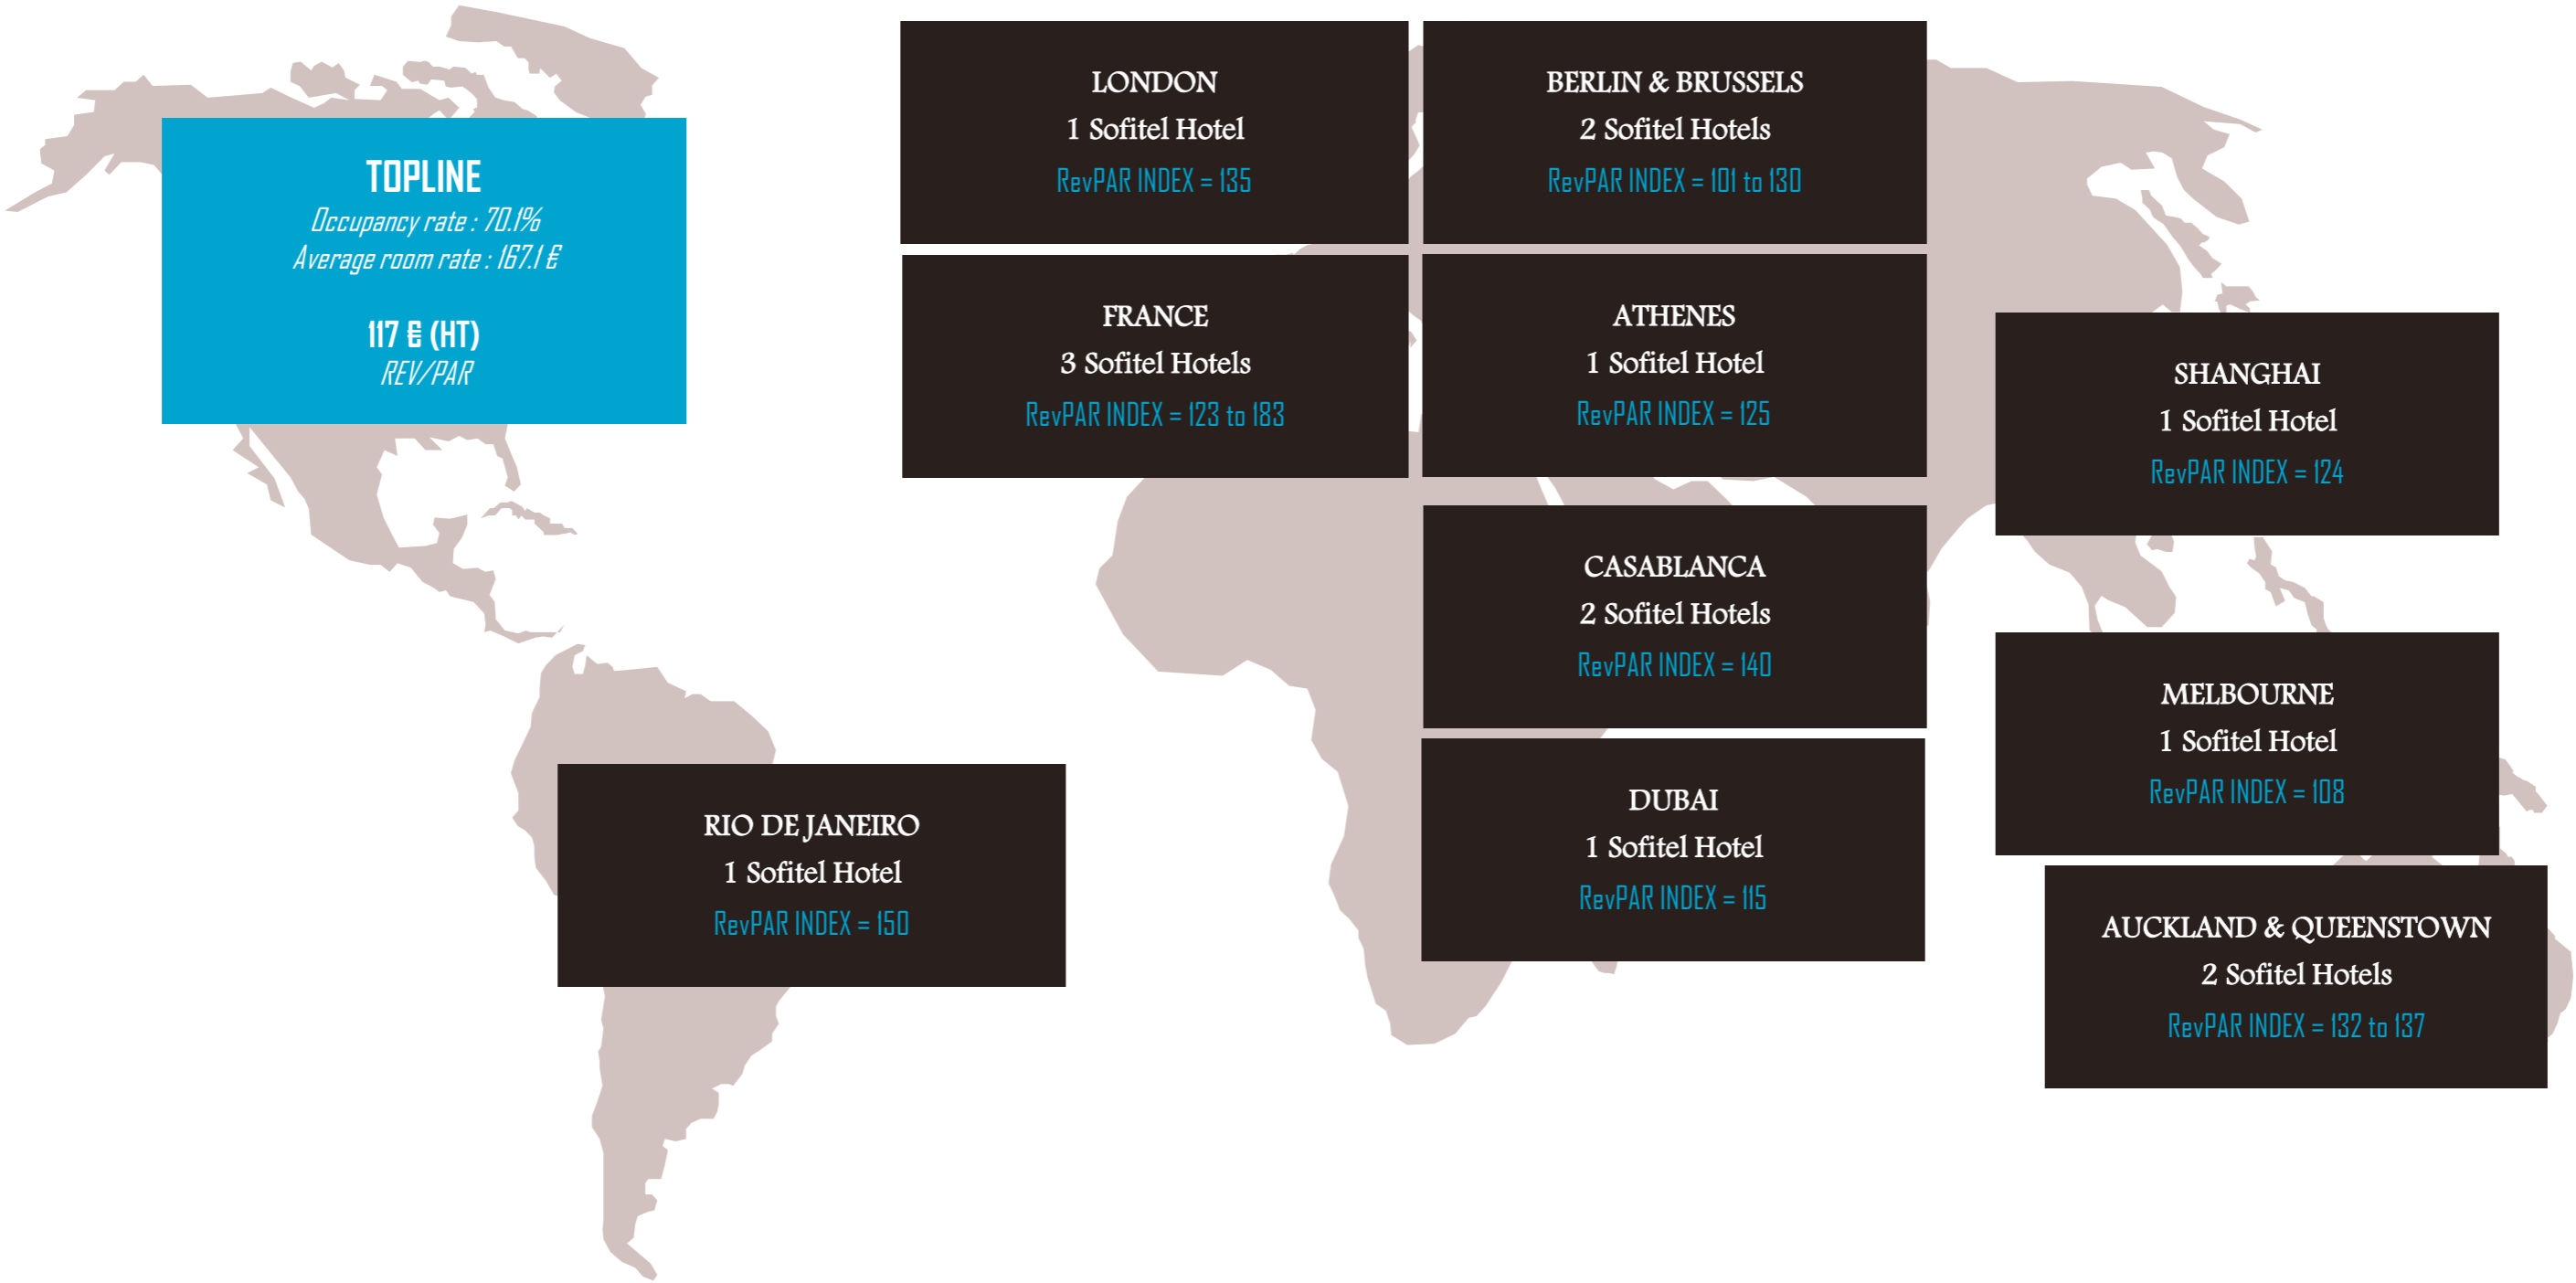 TOPLINE
Occupancy rate : 70.1%
Average room rate : 167.1 €
117 € (HT)
REV/PAR
LONDON
1 Sofitel Hotel
RevPAR INDEX = 135
BERLIN & BRUSSELS
2 Sofitel Hotels
RevPAR INDEX = 101 to 130
FRANCE
3 Sofitel Hotels
RevPAR INDEX = 123 to 183
ATHENES
1 Sofitel Hotel
RevPAR INDEX = 125
SHANGHAI
1 Sofitel Hotel
RevPAR INDEX = 124
CASABLANCA
2 Sofitel Hotels
RevPAR INDEX = 140
MELBOURNE
1 Sofitel Hotel
RevPAR INDEX = 108
DUBAI
1 Sofitel Hotel
RevPAR INDEX = 115
RIO DE JANEIRO
1 Sofitel Hotel
RevPAR INDEX = 150
AUCKLAND & QUEENSTOWN
2 Sofitel Hotels
RevPAR INDEX = 132 to 137